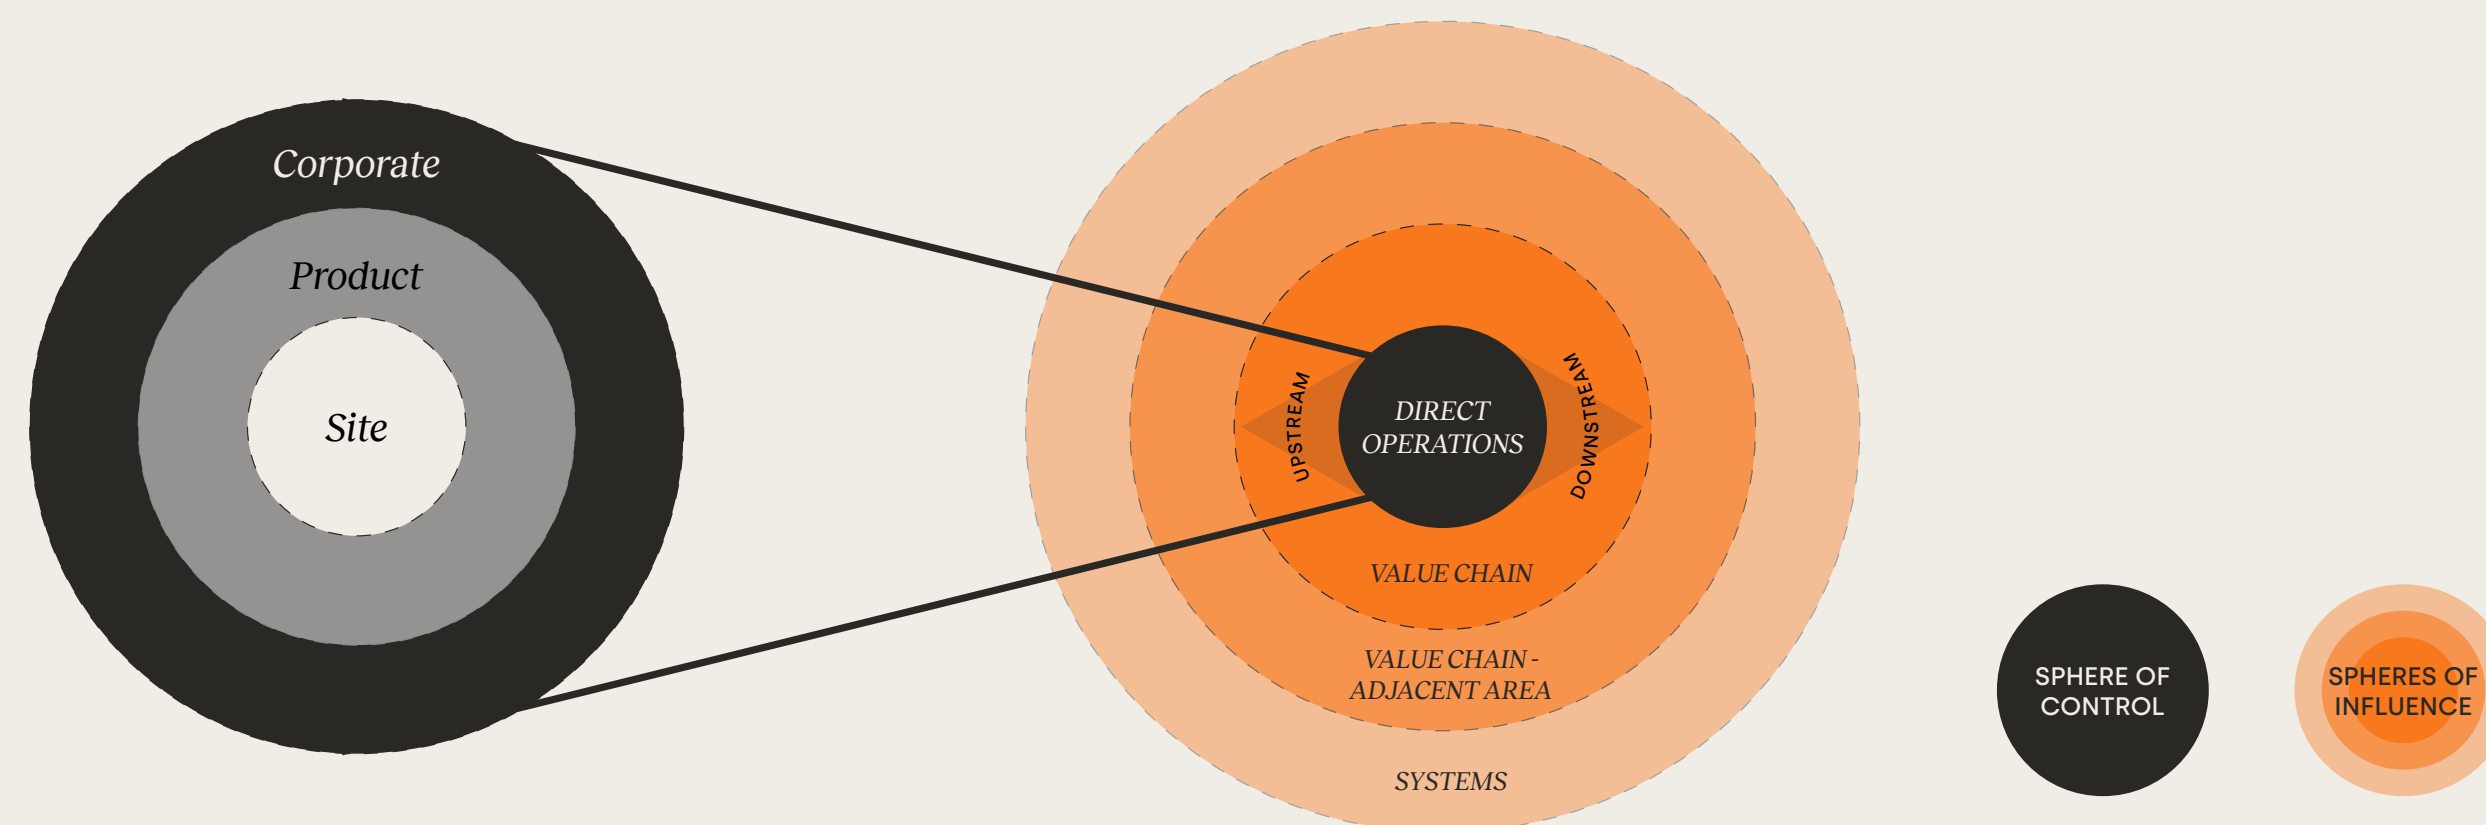 Corporate
Product
Site
UPSTREAM
DIRECT
OPERATIONS
DOWNSTREAM
VALUE CHAIN
VALUE CHAIN -
ADJACENT AREA
SYSTEMS
SPHERE OF
CONTROL
SPHERES OF
INFLUENCE